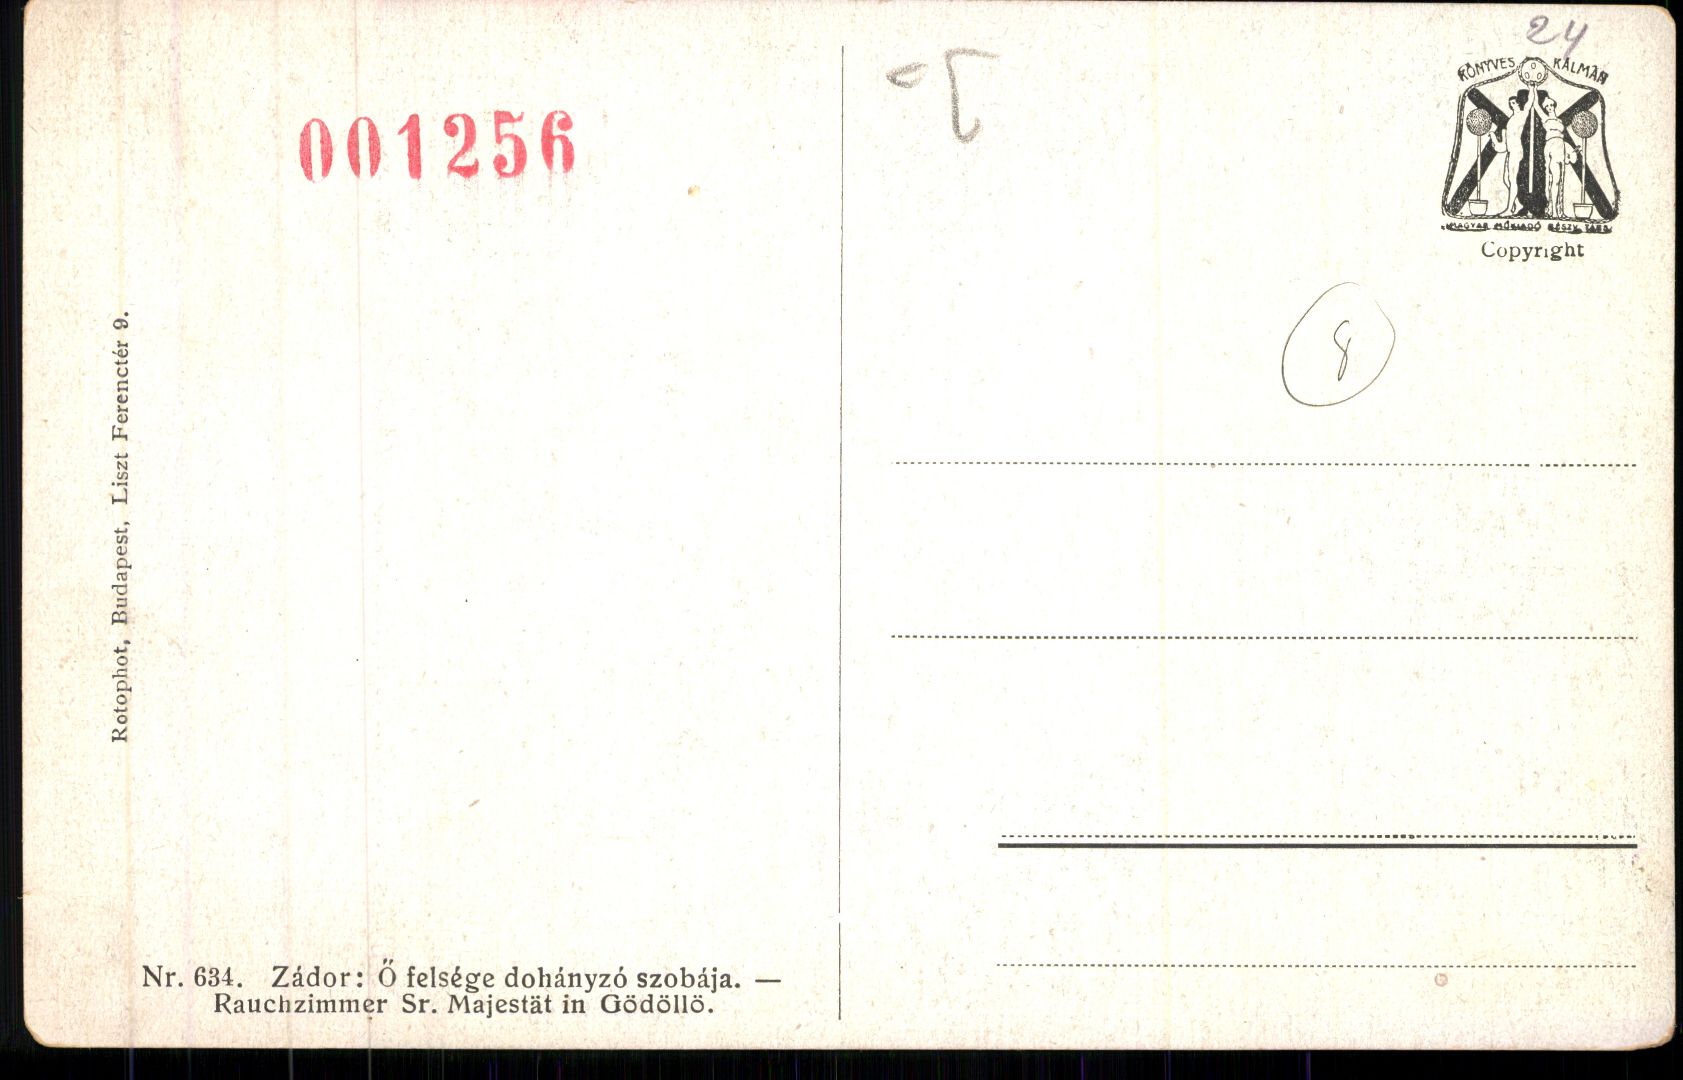 24
KÖNYVES KÁLMÁN
MAGYAR MŰKIADÓ RÉSZV. TÁRS.
Copyright
001256
8
Rotophot, Budapest, Liszt Ferenctér 9.
Nr. 634. Zádor: Ő felsége dohányzó szobája. —
Rauchzimmer Sr. Majestät in Gödöllő.